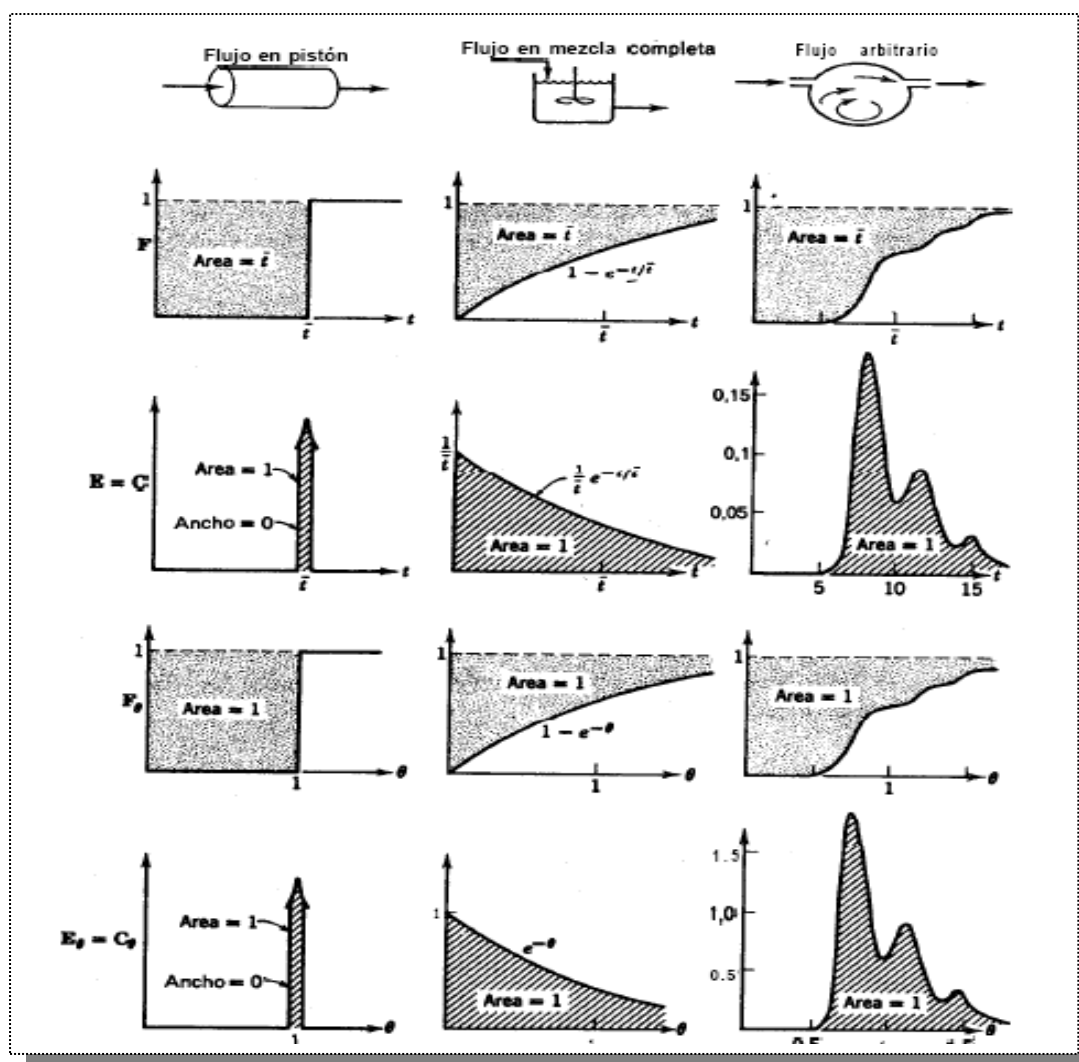 Flujo en pistón
Flujo en mezcla completa
Flujo arbitrario
1
F
Area = t̄
t̄
t
1
Area = t̄
1 − e^−t/t̄
t̄
t
1
Area = t̄
t̄
t
E = C
Area = 1
Ancho = 0
t̄
t
1/t̄
1/t̄ e^−t/t̄
Area = 1
t̄
t
0,15
0,1
0,05
Area = 1
5
10
15
t
1
F_θ
Area = 1
1
θ
1
Area = 1
1 − e^−θ
1
θ
1
Area = 1
1
θ
E_θ = C_θ
Area = 1
Ancho = 0
1
θ
1
e^−θ
Area = 1
θ
1.5
1,0
0.5
Area = 1
θ